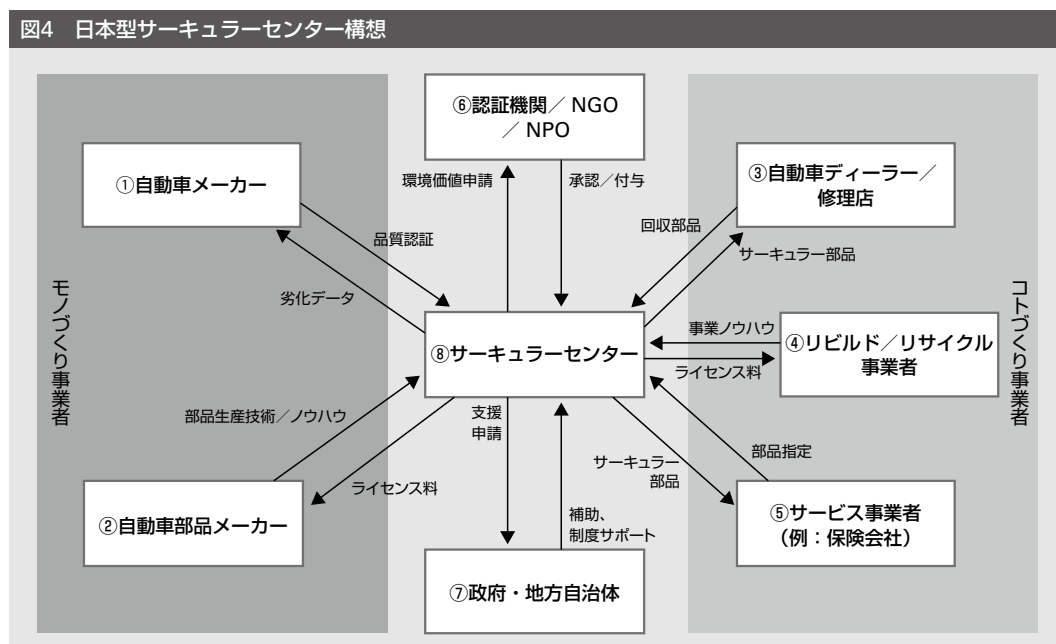 図4　日本型サーキュラーセンター構想
⑥認証機関／ NGO
／ NPO
①自動車メーカー
③自動車ディーラー／
修理店
環境価値申請
承認／付与
品質認証
回収部品
サーキュラー部品
劣化データ
モノづくり事業者
コトづくり事業者
⑧サーキュラーセンター
事業ノウハウ
ライセンス料
④リビルド／リサイクル
事業者
部品生産技術／ノウハウ
支援
申請
サーキュラー
部品
部品指定
ライセンス料
②自動車部品メーカー
補助、
制度サポート
⑤サービス事業者
（例：保険会社）
⑦政府・地方自治体